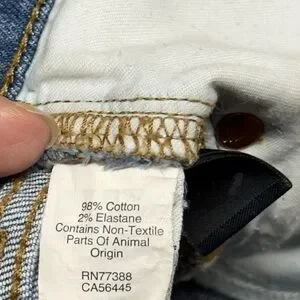 98% Cotton
2% Elastane
Contains Non-Textile
Parts Of Animal
Origin
RN77388
CA56445